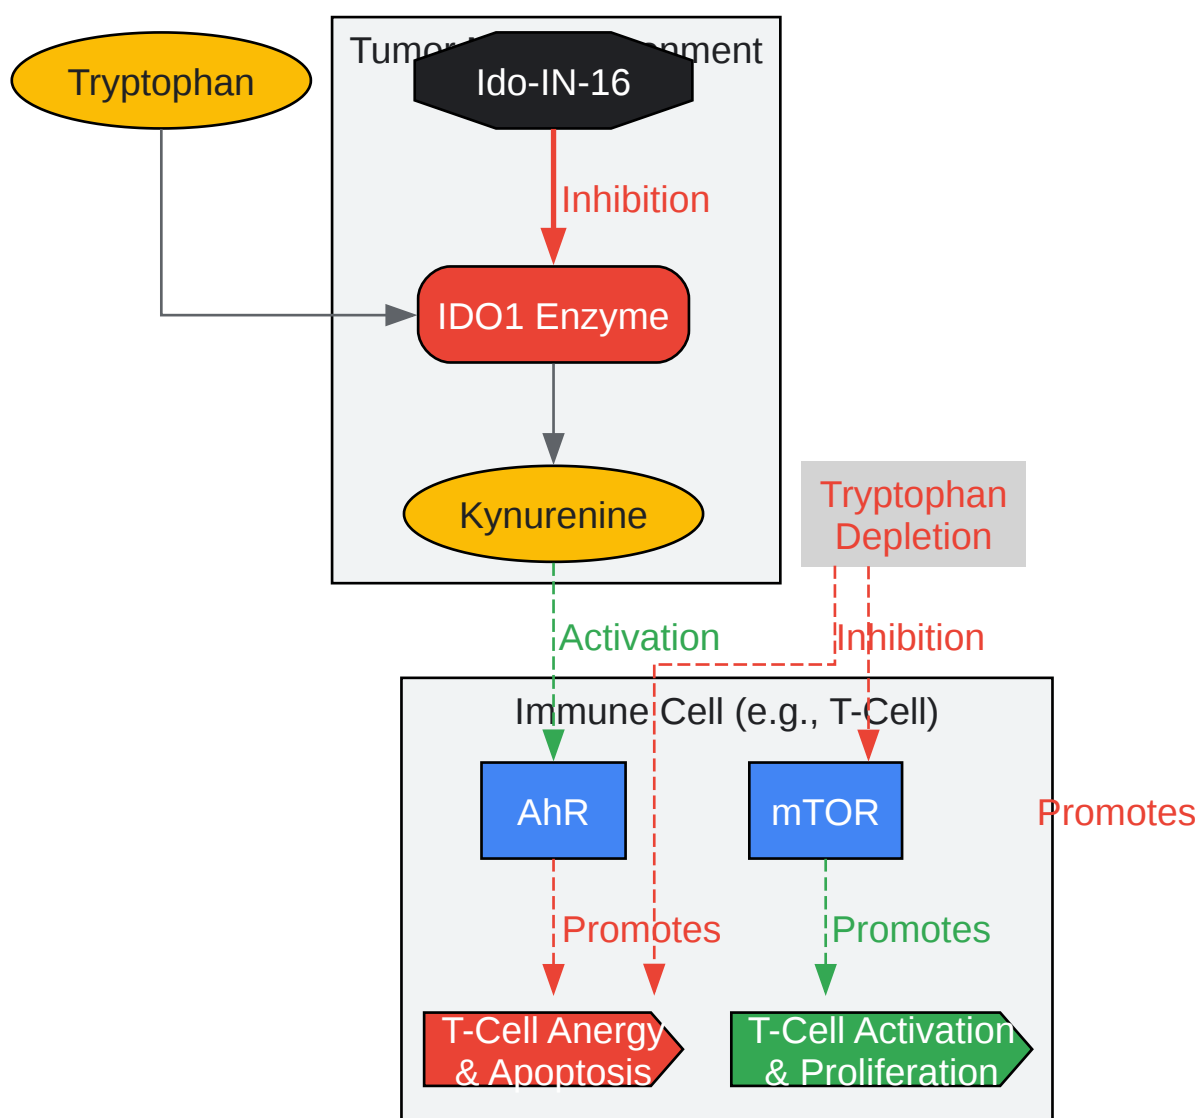 Tryptophan
Tumor
onment
Ido-IN-16
Inhibition
IDO1 Enzyme
Kynurenine
Tryptophan
Depletion
Activation
Inhibition
Immune Cell (e.g., T-Cell)
AhR
mTOR
Promotes
Promotes
Promotes
T-Cell Anergy
& Apoptosis
T-Cell Activation
& Proliferation